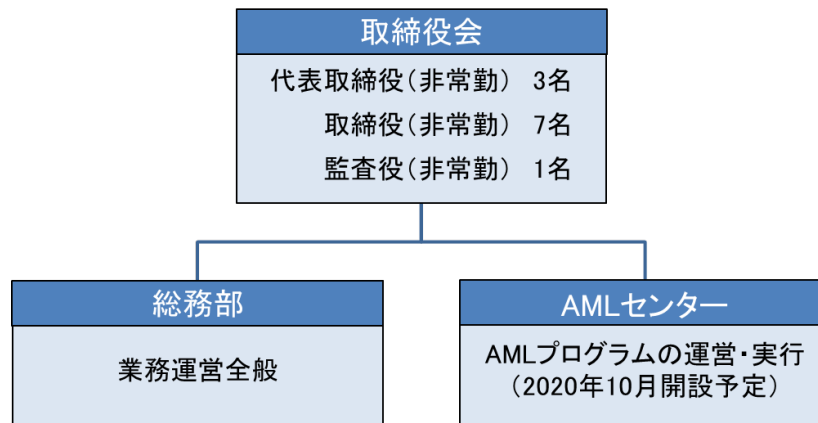 取締役会
代表取締役（非常勤） 3名
取締役（非常勤） 7名
監査役（非常勤） 1名
総務部
業務運営全般
AMLセンター
AMLプログラムの運営・実行
（2020年10月開設予定）